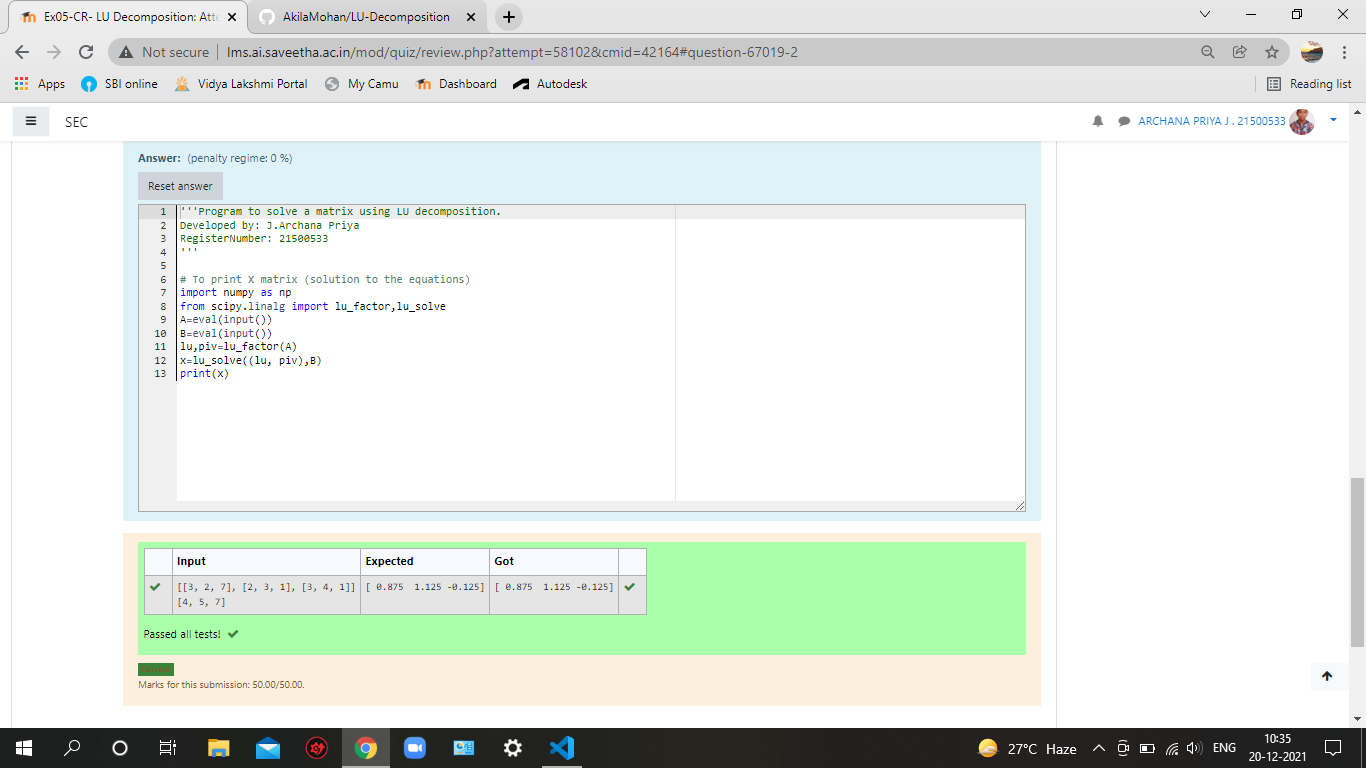 Ex05-CR- LU Decomposition: Atte
AkilaMohan/LU-Decomposition
Not secure
lms.ai.saveetha.ac.in/mod/quiz/review.php?attempt=58102&cmid=42164#question-67019-2
Apps
SBI online
Vidya Lakshmi Portal
My Camu
Dashboard
Autodesk
Reading list
SEC
ARCHANA PRIYA J . 21500533
Answer: (penalty regime: 0 %)
Reset answer
1 '''Program to solve a matrix using LU decomposition.
2 Developed by: J.Archana Priya
3 RegisterNumber: 21500533
4 '''
5
6 # To print X matrix (solution to the equations)
7 import numpy as np
8 from scipy.linalg import lu_factor,lu_solve
9 A=eval(input())
10 B=eval(input())
11 lu,piv=lu_factor(A)
12 x=lu_solve((lu, piv),B)
13 print(x)
Input Expected Got
[[3, 2, 7], [2, 3, 1], [3, 4, 1]] [ 0.875  1.125 -0.125] [ 0.875  1.125 -0.125]
[4, 5, 7]
Passed all tests!
Marks for this submission: 50.00/50.00.
27°C Haze
ENG
10:35
20-12-2021